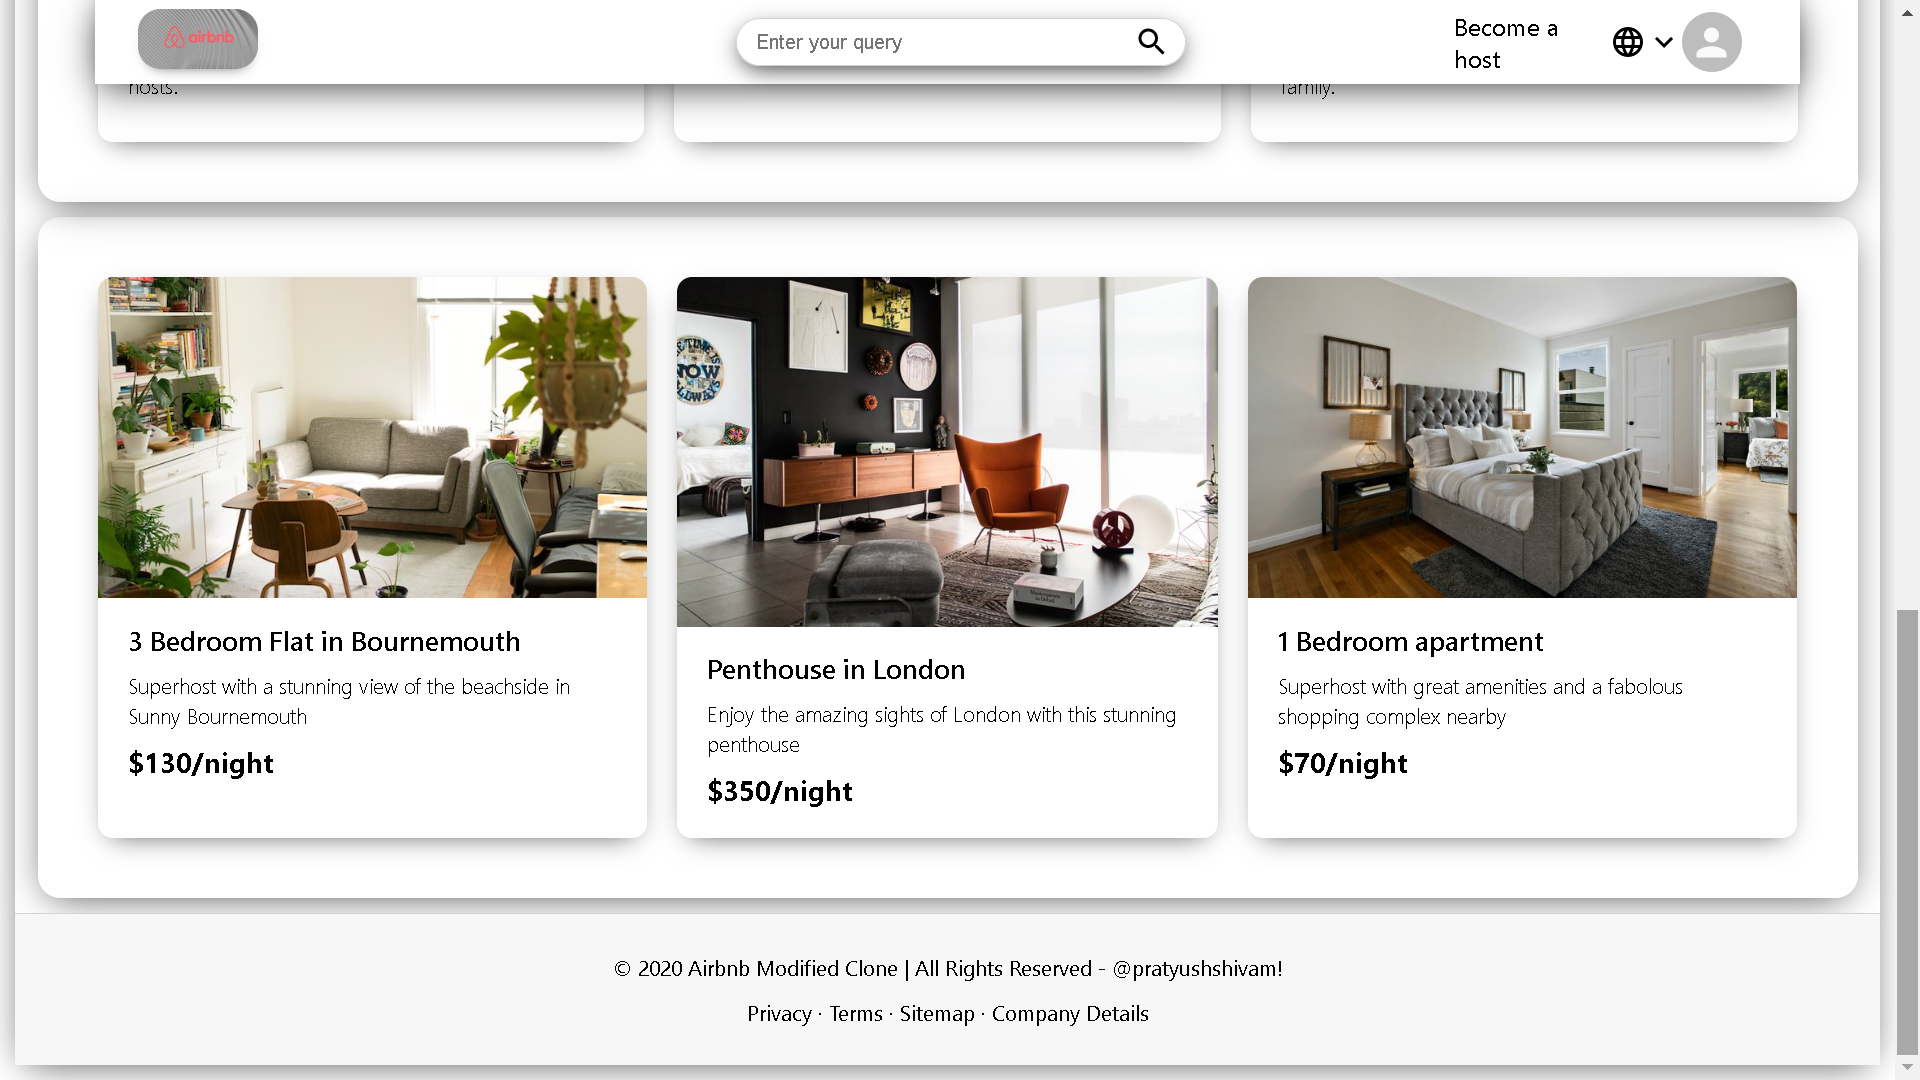 airbnb
Enter your query
Become a
host
hosts.
family.
NOW
3 Bedroom Flat in Bournemouth
Superhost with a stunning view of the beachside in
Sunny Bournemouth
$130/night
Penthouse in London
Enjoy the amazing sights of London with this stunning
penthouse
$350/night
1 Bedroom apartment
Superhost with great amenities and a fabolous
shopping complex nearby
$70/night
© 2020 Airbnb Modified Clone | All Rights Reserved - @pratyushshivam!
Privacy · Terms · Sitemap · Company Details